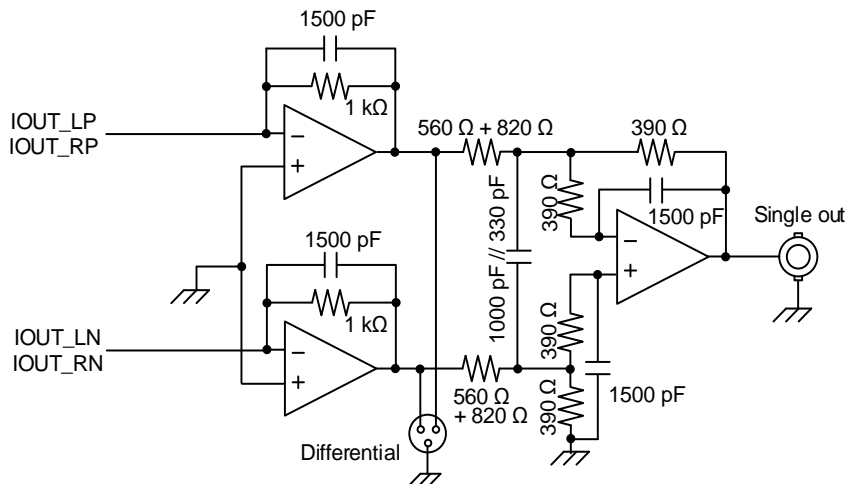 1500 pF
1 kΩ
IOUT_LP
IOUT_RP
560 Ω + 820 Ω
390 Ω
390 Ω
1500 pF
Single out
1500 pF
1000 pF // 330 pF
1 kΩ
IOUT_LN
IOUT_RN
390 Ω
560 Ω
+ 820 Ω
390 Ω
1500 pF
Differential